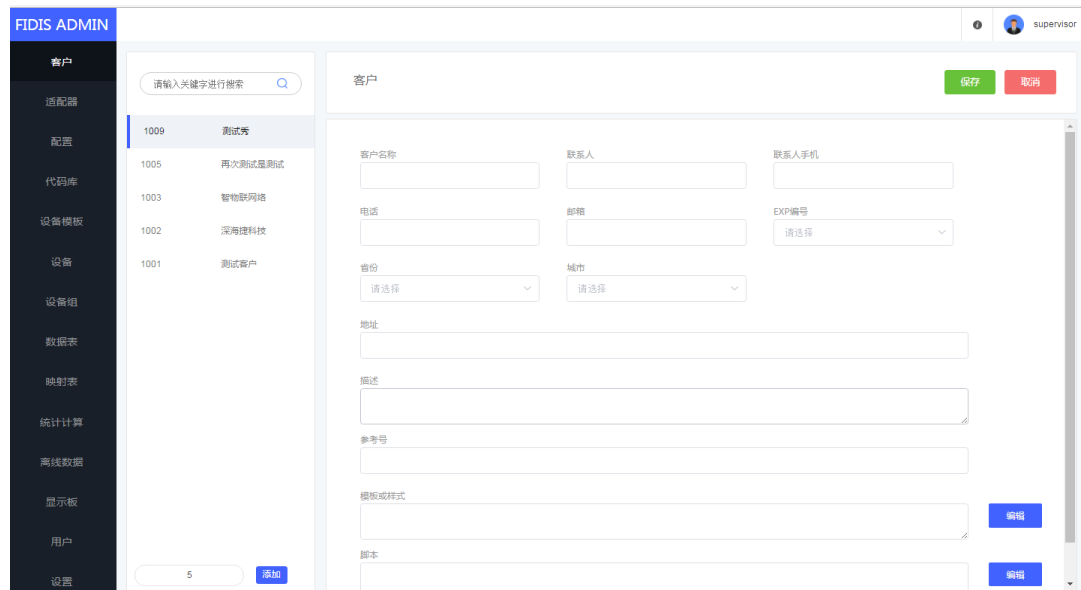 FIDIS ADMIN
supervisor
客户
适配器
配置
代码库
设备模板
设备
设备组
数据表
映射表
统计计算
离线数据
显示板
用户
设置
请输入关键字进行搜索
1009 测试秀
1005 再次测试是测试
1003 智物联网络
1002 深海捷科技
1001 测试客户
5 添加
客户 保存 取消
客户名称 联系人 联系人手机
电话 邮箱 EXP编号
请选择
省份 城市
请选择 请选择
地址
描述
参考号
模板或样式
编辑
脚本
编辑